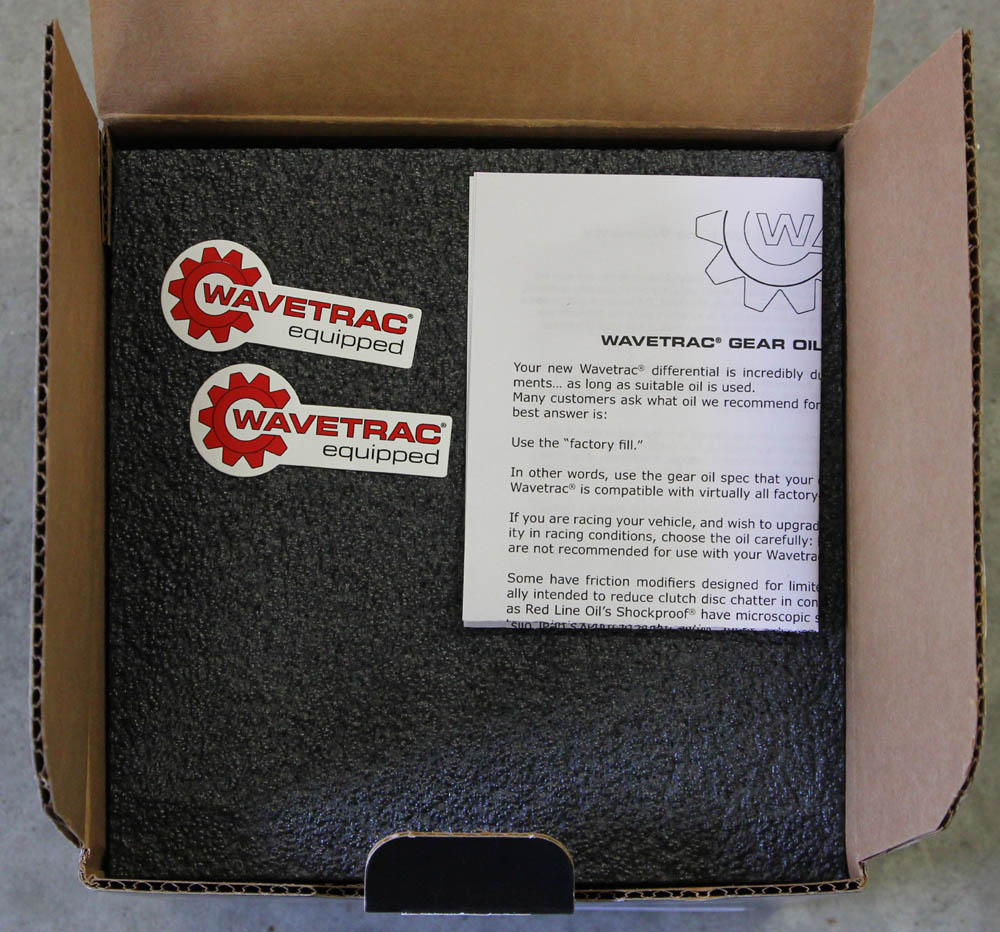 WAVETRAC®
equipped
WAVETRAC®
equipped
WA
WAVETRAC® GEAR OIL
Your new Wavetrac® differential is incredibly du
ments... as long as suitable oil is used.
Many customers ask what oil we recommend for
best answer is:
Use the “factory fill.”
In other words, use the gear oil spec that your
Wavetrac® is compatible with virtually all factory
If you are racing your vehicle, and wish to upgrad
ity in racing conditions, choose the oil carefully:
are not recommended for use with your Wavetra
Some have friction modifiers designed for limite
ally intended to reduce clutch disc chatter in con
as Red Line Oil’s Shockproof® have microscopic s